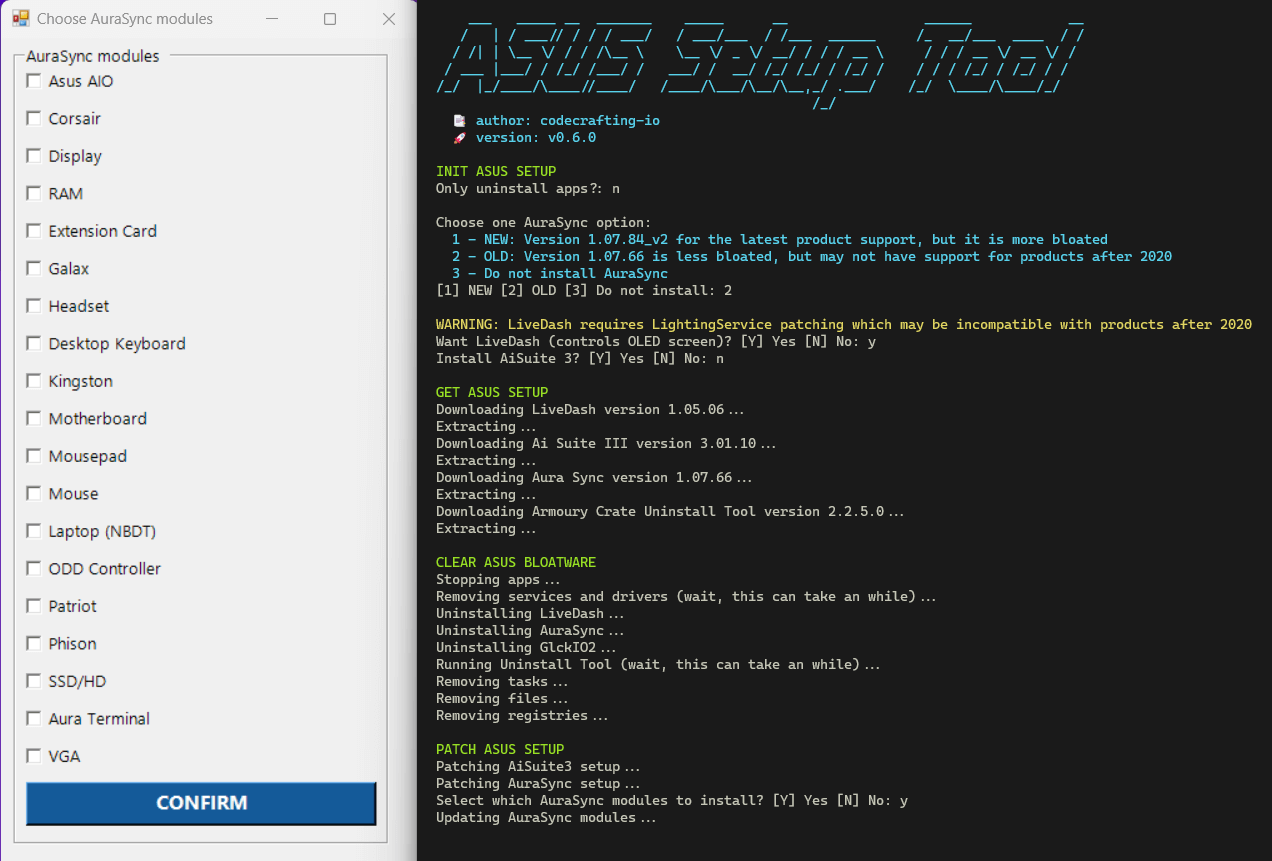 Choose AuraSync modules
AuraSync modules
Asus AIO
Corsair
Display
RAM
Extension Card
Galax
Headset
Desktop Keyboard
Kingston
Motherboard
Mousepad
Mouse
Laptop (NBDT)
ODD Controller
Patriot
Phison
SSD/HD
Aura Terminal
VGA
CONFIRM
ASUS Setup Tool
author: codecrafting-io
version: v0.6.0
INIT ASUS SETUP
Only uninstall apps?: n
Choose one AuraSync option:
1 - NEW: Version 1.07.84_v2 for the latest product support, but it is more bloated
2 - OLD: Version 1.07.66 is less bloated, but may not have support for products after 2020
3 - Do not install AuraSync
[1] NEW [2] OLD [3] Do not install: 2
WARNING: LiveDash requires LightingService patching which may be incompatible with products after 2020
Want LiveDash (controls OLED screen)? [Y] Yes [N] No: y
Install AiSuite 3? [Y] Yes [N] No: n
GET ASUS SETUP
Downloading LiveDash version 1.05.06...
Extracting...
Downloading Ai Suite III version 3.01.10...
Extracting...
Downloading Aura Sync version 1.07.66...
Extracting...
Downloading Armoury Crate Uninstall Tool version 2.2.5.0...
Extracting...
CLEAR ASUS BLOATWARE
Stopping apps...
Removing services and drivers (wait, this can take an while)...
Uninstalling LiveDash...
Uninstalling AuraSync...
Uninstalling GlckIO2...
Running Uninstall Tool (wait, this can take an while)...
Removing tasks...
Removing files...
Removing registries...
PATCH ASUS SETUP
Patching AiSuite3 setup...
Patching AuraSync setup...
Select which AuraSync modules to install? [Y] Yes [N] No: y
Updating AuraSync modules...